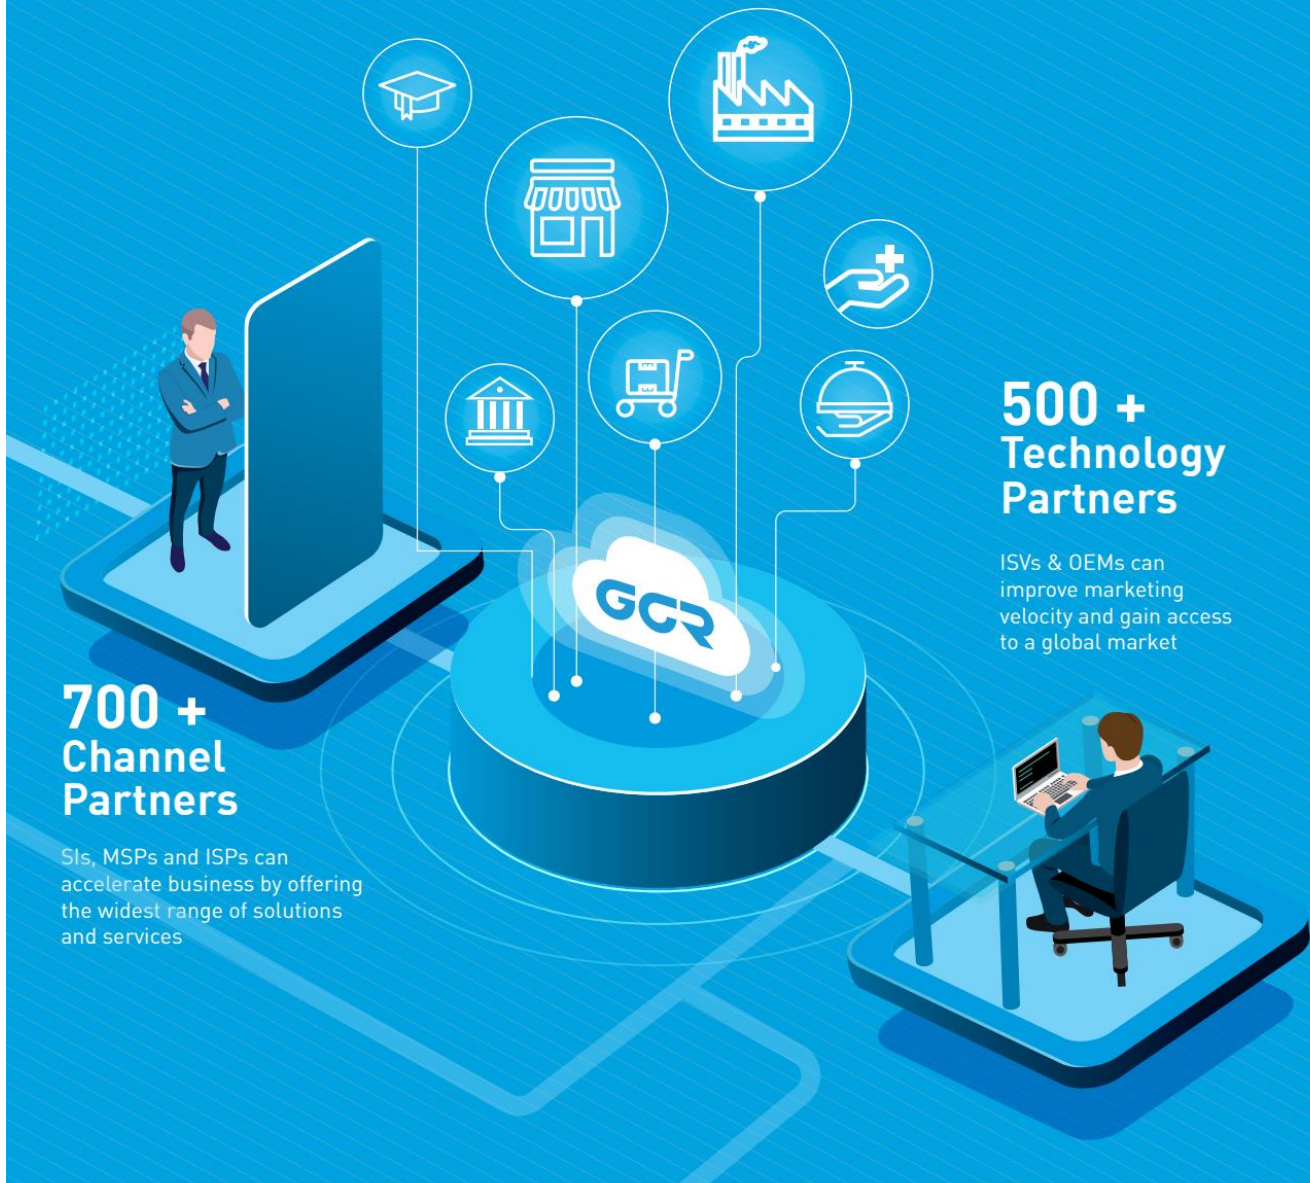 GCR
500 +
Technology
Partners
ISVs & OEMs can
improve marketing
velocity and gain access
to a global market
700 +
Channel
Partners
SIs, MSPs and ISPs can
accelerate business by offering
the widest range of solutions
and services